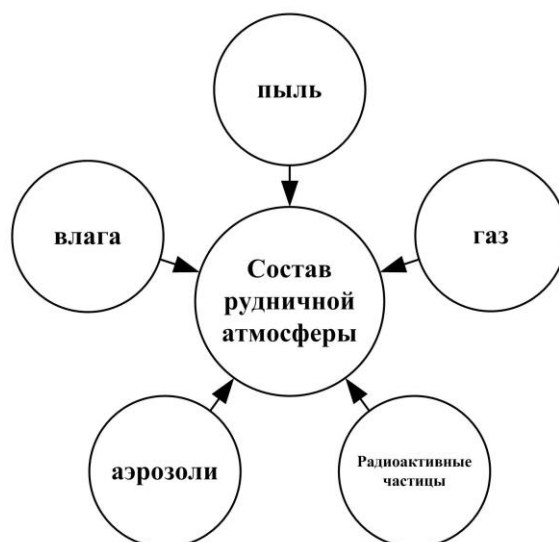 пыль
влага
газ
Состав
рудничной
атмосферы
аэрозоли
Радиоактивные
частицы